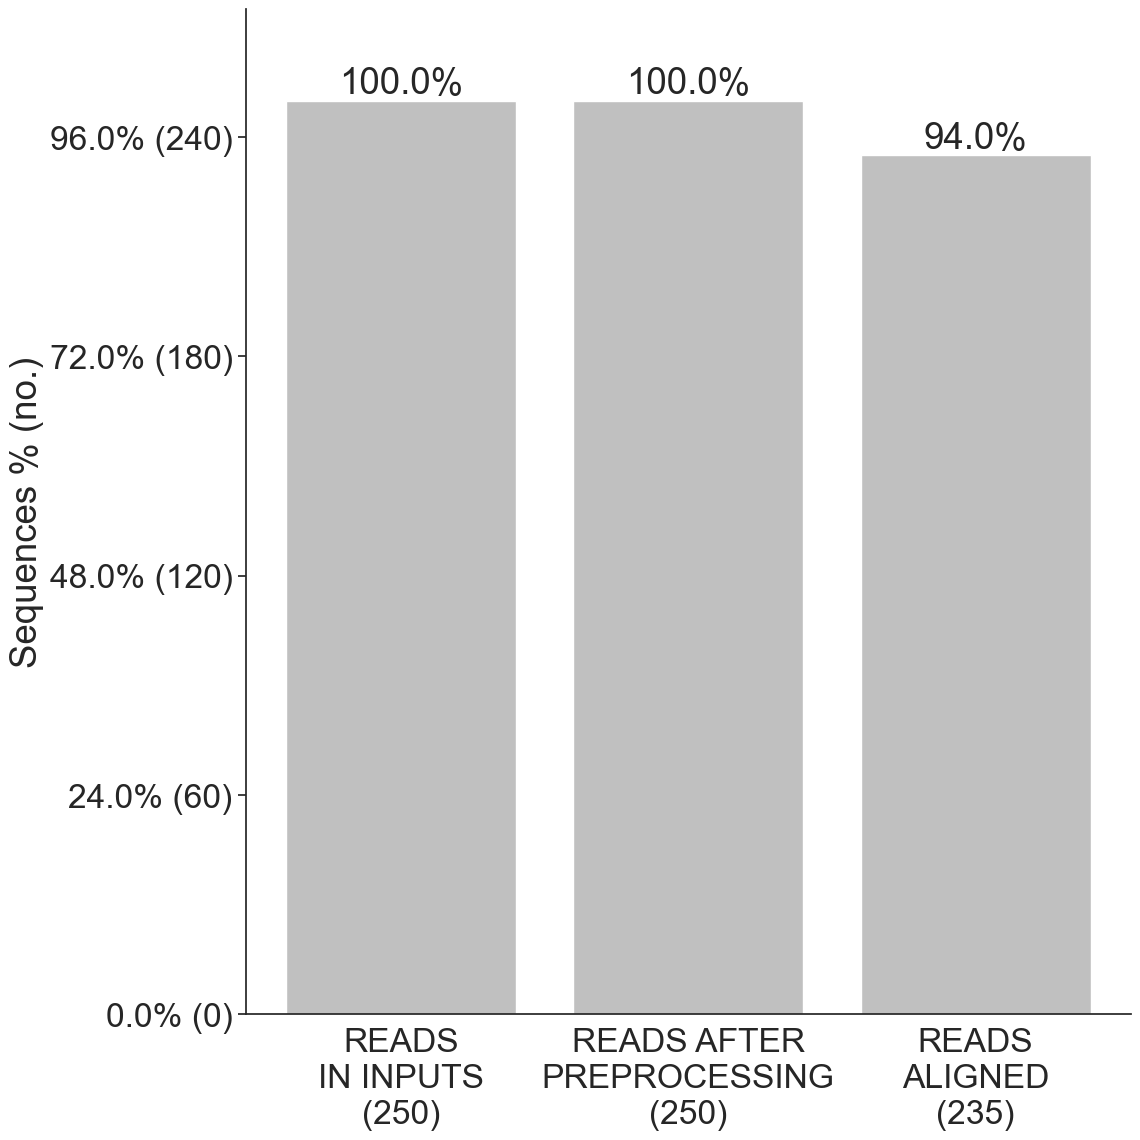 100.0%
100.0%
94.0%
96.0% (240)
72.0% (180)
48.0% (120)
24.0% (60)
0.0% (0)
Sequences % (no.)
READS
IN INPUTS
(250)
READS AFTER
PREPROCESSING
(250)
READS
ALIGNED
(235)